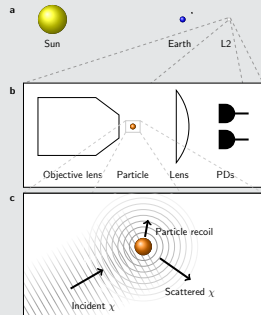 a
Sun
Earth
L2
b
Objective lens
Particle
Lens
PDs
c
Particle recoil
Scattered χ
Incident χ